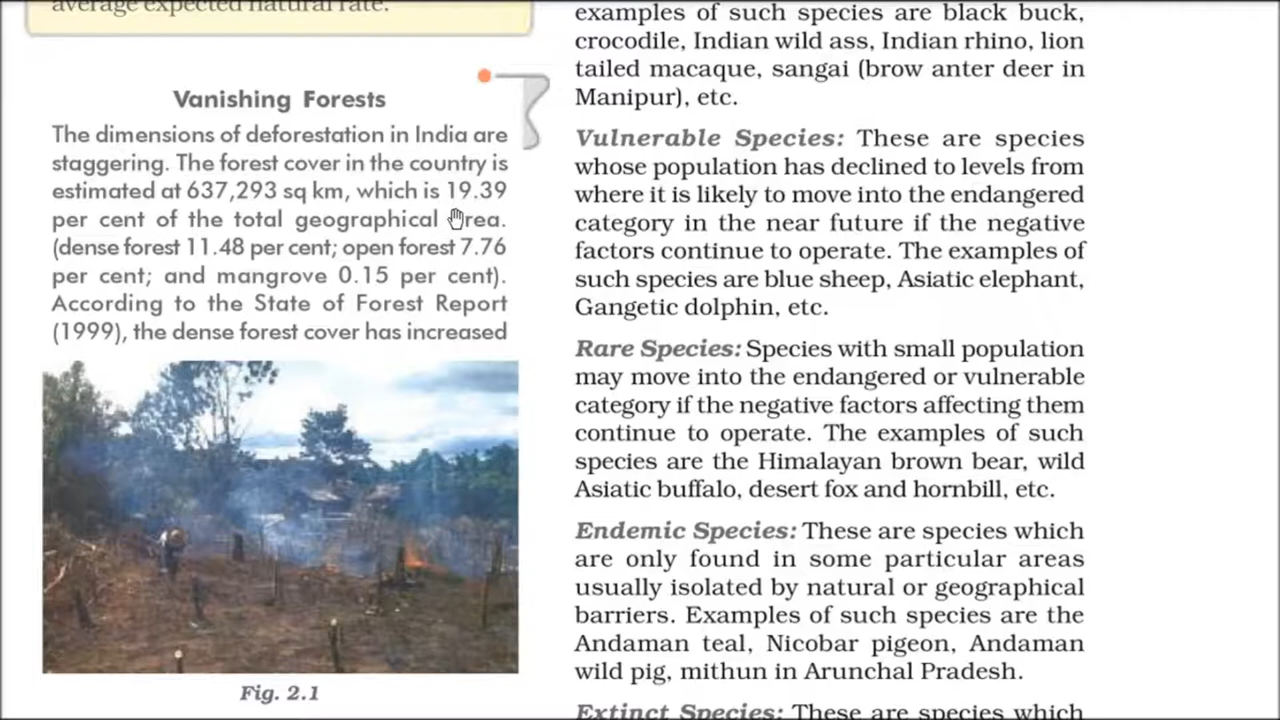 average expected natural rate.
Vanishing Forests
The dimensions of deforestation in India are
staggering. The forest cover in the country is
estimated at 637,293 sq km, which is 19.39
per cent of the total geographical area.
(dense forest 11.48 per cent; open forest 7.76
per cent; and mangrove 0.15 per cent).
According to the State of Forest Report
(1999), the dense forest cover has increased
Fig. 2.1
examples of such species are black buck,
crocodile, Indian wild ass, Indian rhino, lion
tailed macaque, sangai (brow anter deer in
Manipur), etc.
Vulnerable Species: These are species
whose population has declined to levels from
where it is likely to move into the endangered
category in the near future if the negative
factors continue to operate. The examples of
such species are blue sheep, Asiatic elephant,
Gangetic dolphin, etc.
Rare Species: Species with small population
may move into the endangered or vulnerable
category if the negative factors affecting them
continue to operate. The examples of such
species are the Himalayan brown bear, wild
Asiatic buffalo, desert fox and hornbill, etc.
Endemic Species: These are species which
are only found in some particular areas
usually isolated by natural or geographical
barriers. Examples of such species are the
Andaman teal, Nicobar pigeon, Andaman
wild pig, mithun in Arunchal Pradesh.
Extinct Species: These are species which